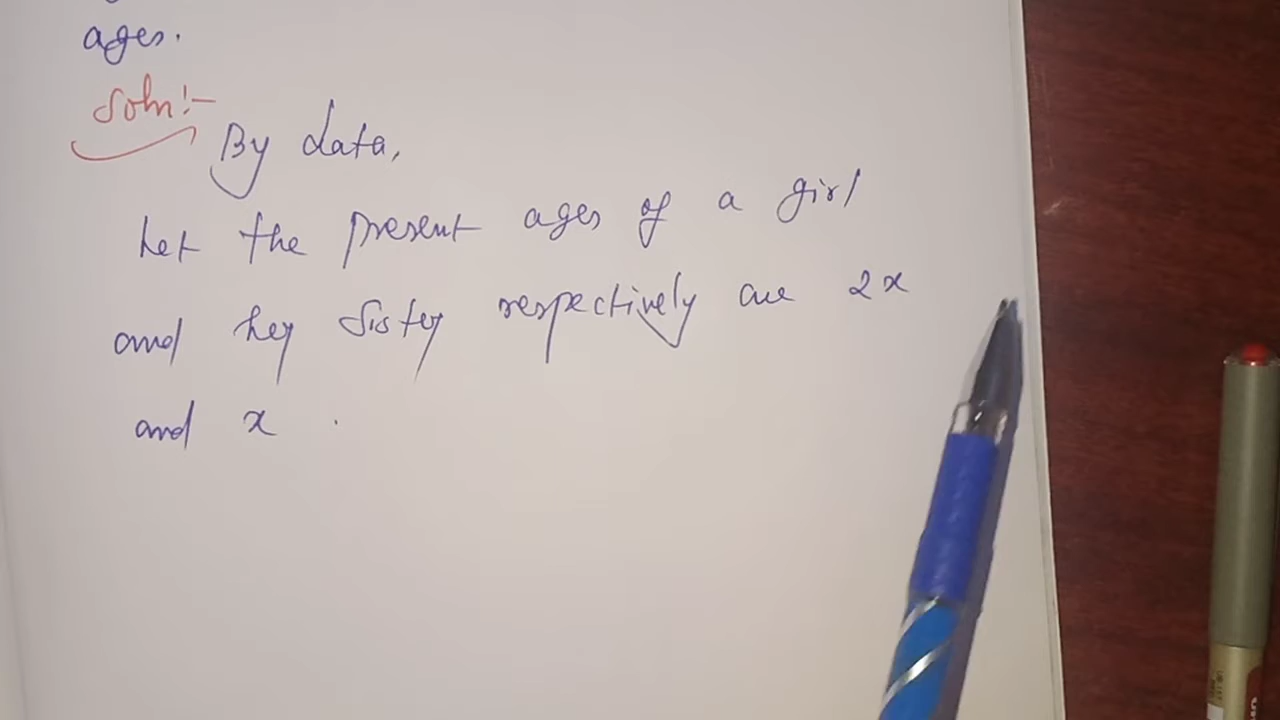 ages.
Soln:-
By data,
Let the present ages of a girl
and her sister respectively are 2x
and x .